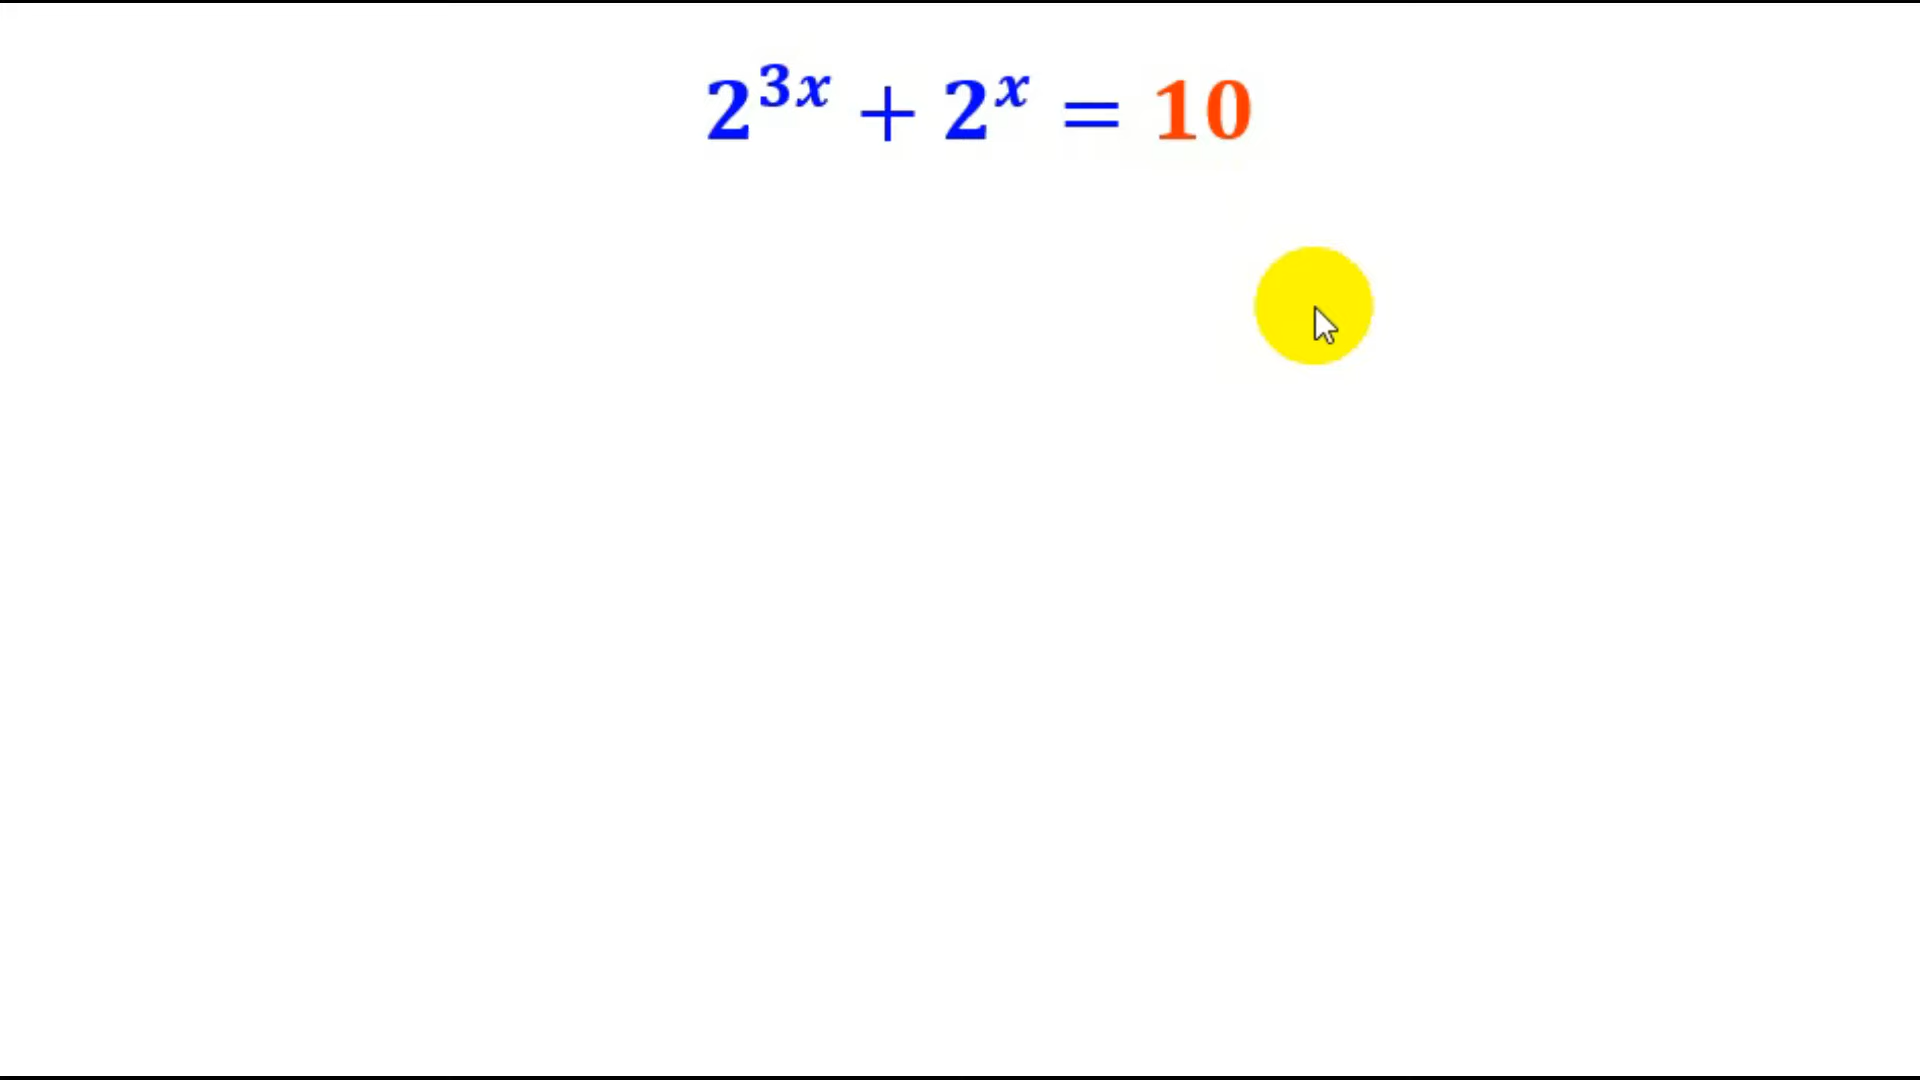 2^{3x} + 2^x = 10